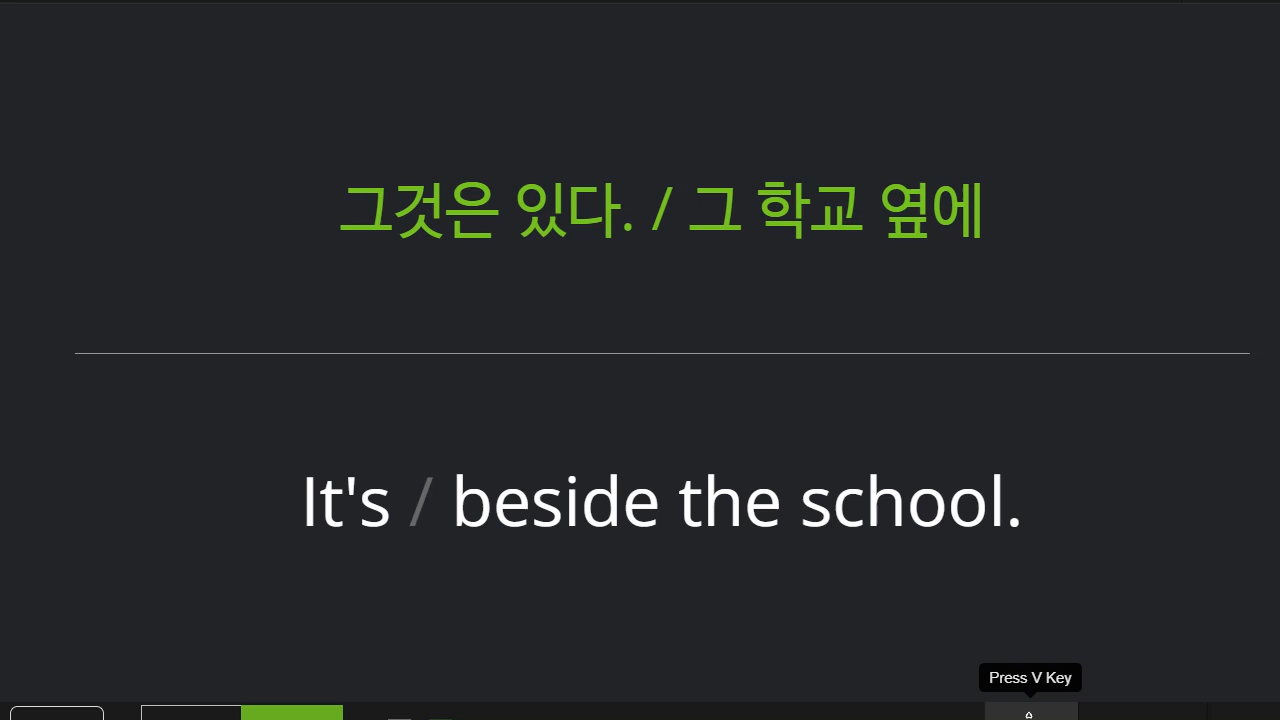 그것은 있다. / 그 학교 옆에
It's / beside the school.
Press V Key